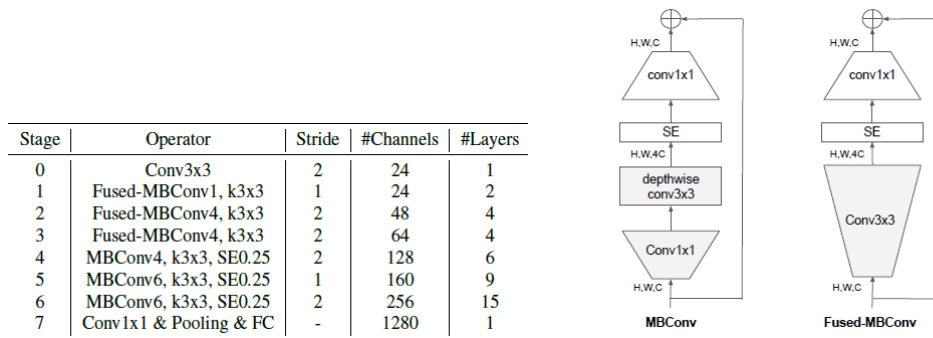 Stage Operator Stride #Channels #Layers
0 Conv3x3 2 24 1
1 Fused-MBConv1, k3x3 1 24 2
2 Fused-MBConv4, k3x3 2 48 4
3 Fused-MBConv4, k3x3 2 64 4
4 MBConv4, k3x3, SE0.25 2 128 6
5 MBConv6, k3x3, SE0.25 1 160 9
6 MBConv6, k3x3, SE0.25 2 256 15
7 Conv1x1 & Pooling & FC - 1280 1
H,W,C
conv1x1
SE
H,W,4C
depthwise
conv3x3
Conv1x1
H,W,C
MBConv
H,W,C
conv1x1
SE
H,W,4C
Conv3x3
H,W,C
Fused-MBConv